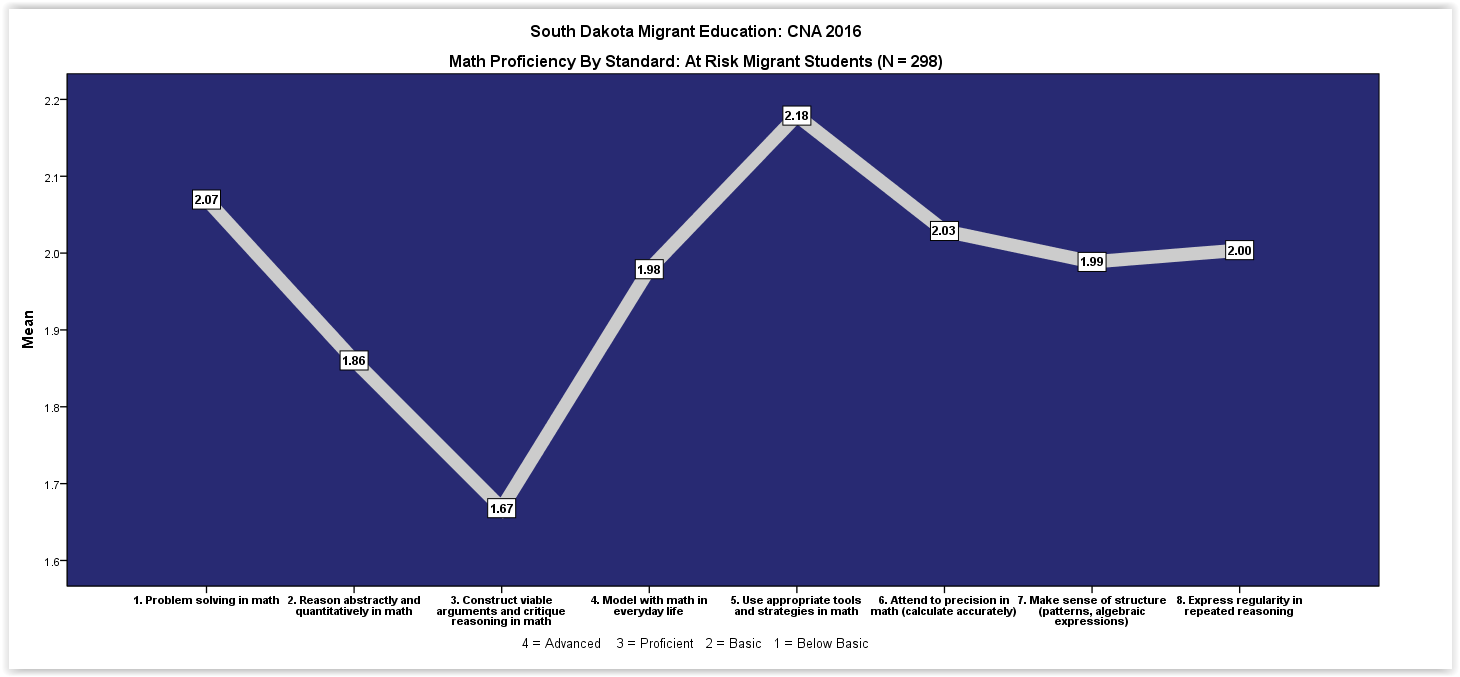 South Dakota Migrant Education: CNA 2016
Math Proficiency By Standard: At Risk Migrant Students (N = 298)
Mean
2.2
2.1
2.0
1.9
1.8
1.7
1.6
2.07
1.86
1.67
1.98
2.18
2.03
1.99
2.00
1. Problem solving in math
2. Reason abstractly and
quantitatively in math
3. Construct viable
arguments and critique
reasoning in math
4. Model with math in
everyday life
5. Use appropriate tools
and strategies in math
6. Attend to precision in
math (calculate accurately)
7. Make sense of structure
(patterns, algebraic
expressions)
8. Express regularity in
repeated reasoning
4 = Advanced 3 = Proficient 2 = Basic 1 = Below Basic